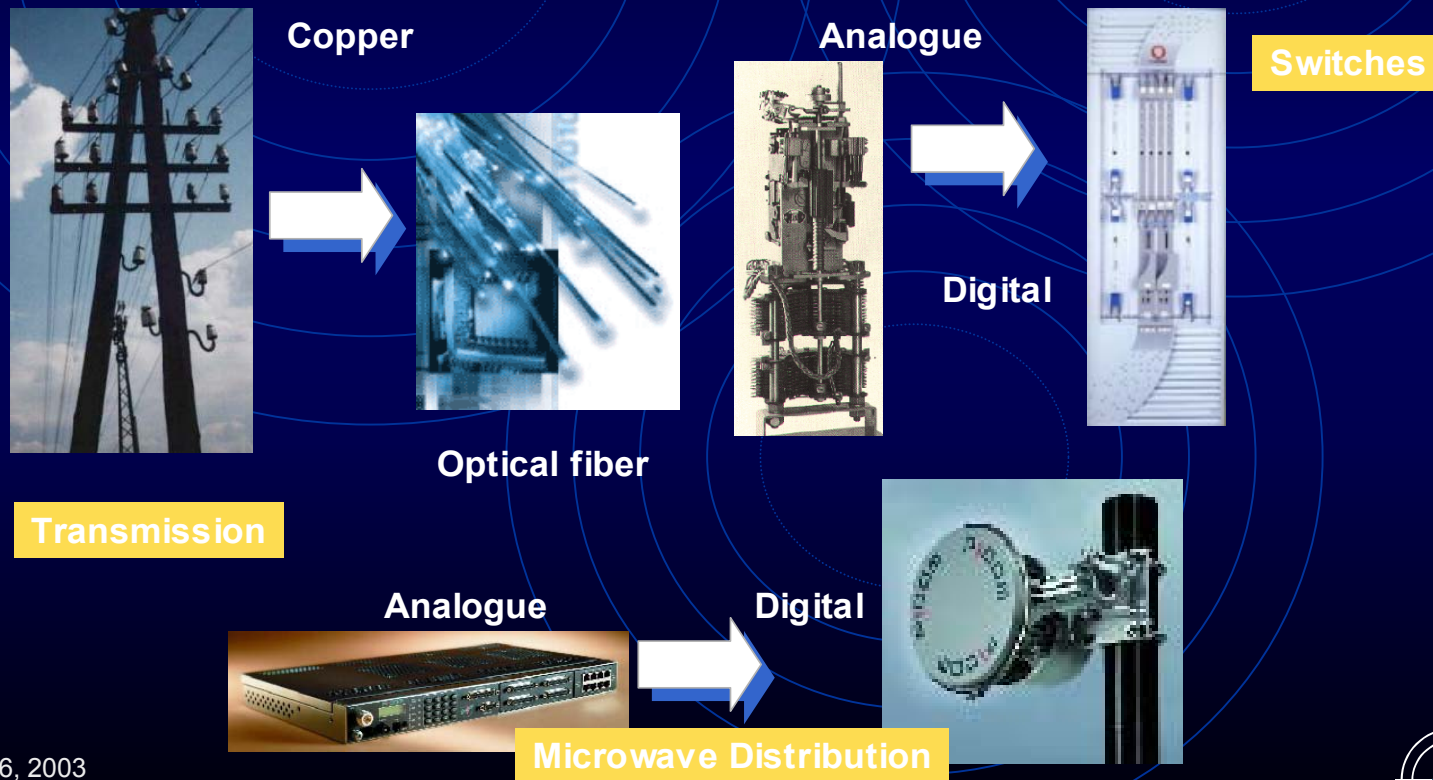 Copper
Analogue
Switches
Digital
Optical fiber
Transmission
Analogue
Digital
Microwave Distribution
6, 2003